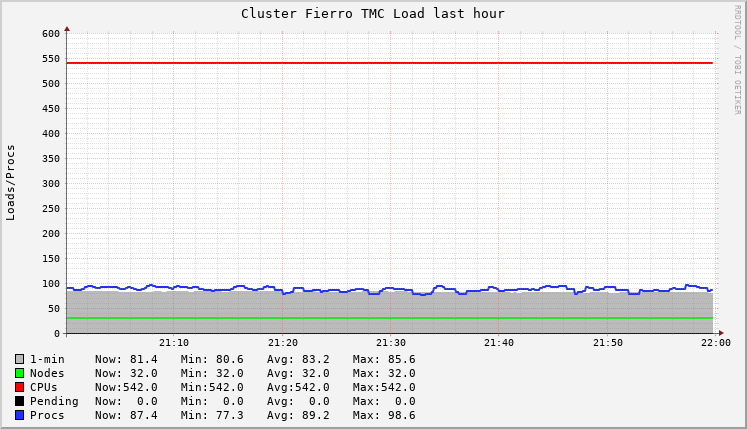 Cluster Fierro TMC Load last hour
RRDTOOL / TOBI OETIKER
Loads/Procs
600
550
500
450
400
350
300
250
200
150
100
50
0
21:10 21:20 21:30 21:40 21:50 22:00
1-min Now: 81.4 Min: 80.6 Avg: 83.2 Max: 85.6
Nodes Now: 32.0 Min: 32.0 Avg: 32.0 Max: 32.0
CPUs Now:542.0 Min:542.0 Avg:542.0 Max:542.0
Pending Now: 0.0 Min: 0.0 Avg: 0.0 Max: 0.0
Procs Now: 87.4 Min: 77.3 Avg: 89.2 Max: 98.6